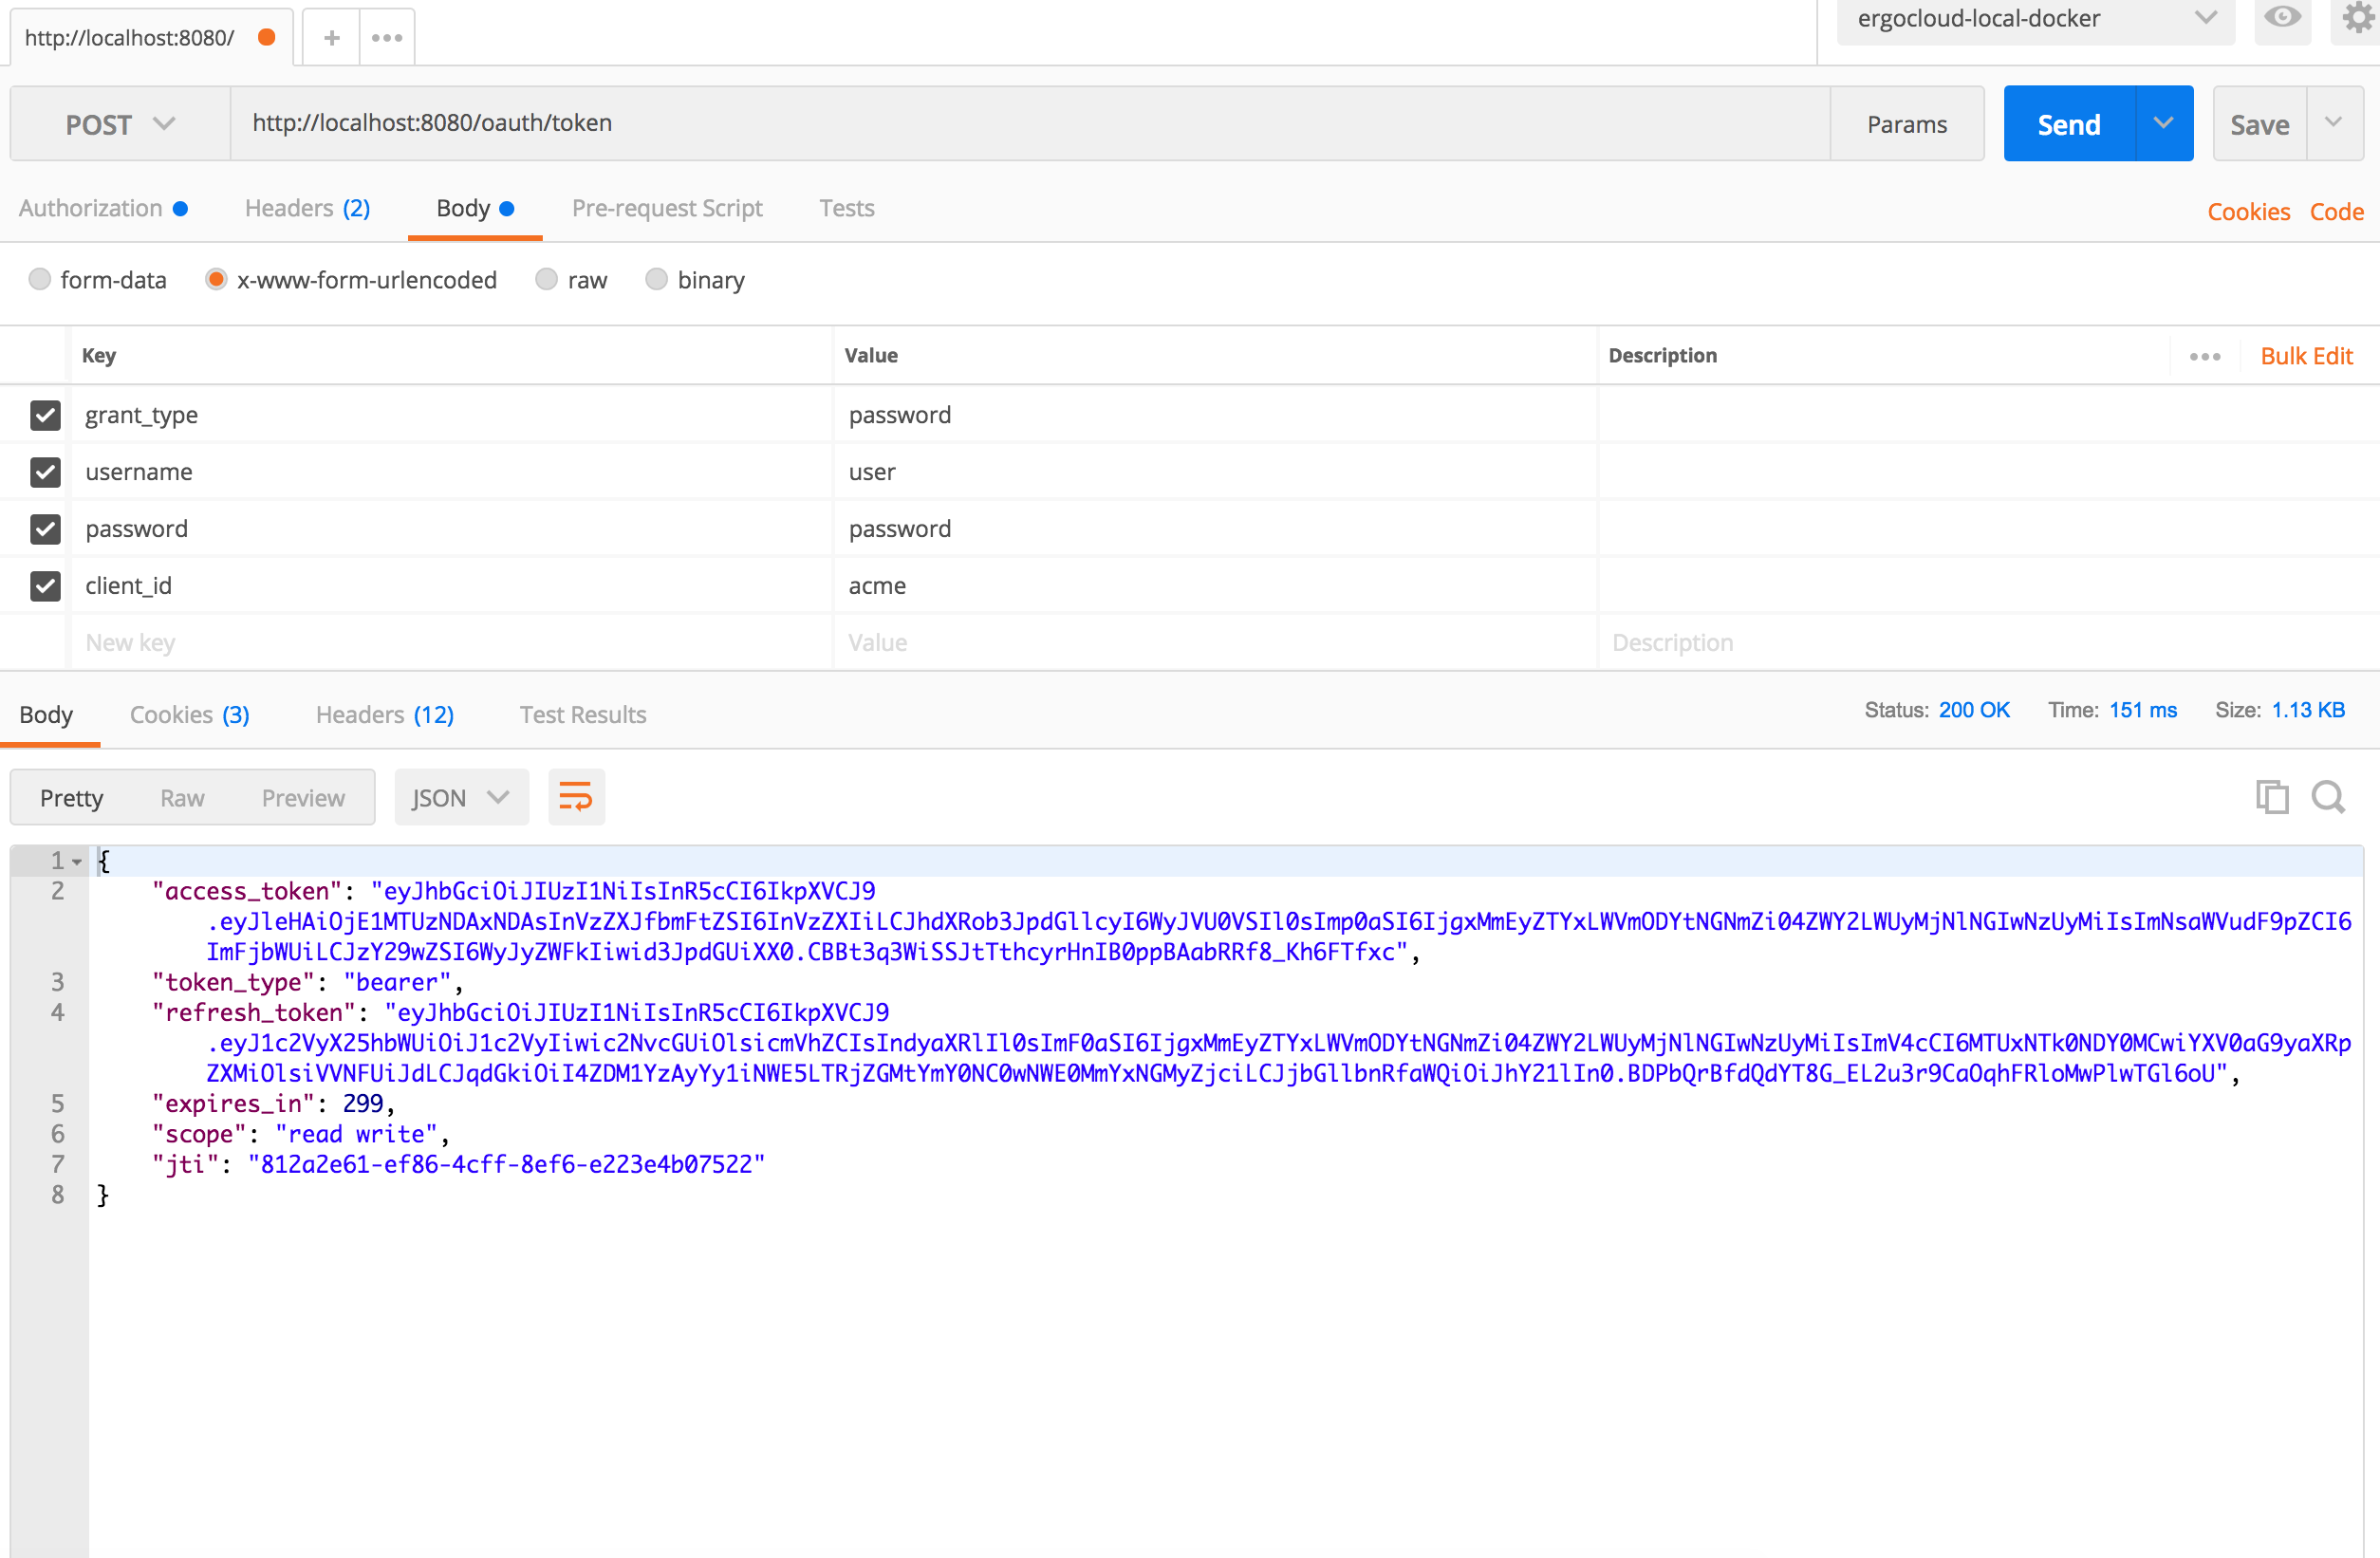 http://localhost:8080/
ergocloud-local-docker
POST http://localhost:8080/oauth/token Params Send Save
Authorization Headers (2) Body Pre-request Script Tests Cookies Code
form-data x-www-form-urlencoded raw binary
Key Value Description Bulk Edit
grant_type password
username user
password password
client_id acme
New key Value Description
Body Cookies (3) Headers (12) Test Results Status: 200 OK Time: 151 ms Size: 1.13 KB
Pretty Raw Preview JSON
1 {
2 "access_token": "eyJhbGciOiJIUzI1NiIsInR5cCI6IkpXVCJ9
.eyJleHAiOjE1MTUzNDAxNDAsInVzZXJfbmFtZSI6InVzZXIiLCJhdXRob3JpdGllcyI6WyJVU0VSIl0sImp0aSI6IjgxMmEyZTYxLWVmODYtNGNmZi04ZWY2LWUyMjNlNGIwNzUyMiIsImNsaWVudF9pZCI6
ImFjbWUiLCJzY29wZSI6WyJyZWFkIiwid3JpdGUiXX0.CBBt3q3WiSSJtTthcyrHnIB0ppBAabRRf8_Kh6FTfxc",
3 "token_type": "bearer",
4 "refresh_token": "eyJhbGciOiJIUzI1NiIsInR5cCI6IkpXVCJ9
.eyJ1c2VyX25hbWUiOiJ1c2VyIiwic2NvcGUiOlsicmVhZCIsIndyaXRlIl0sImF0aSI6IjgxMmEyZTYxLWVmODYtNGNmZi04ZWY2LWUyMjNlNGIwNzUyMiIsImV4cCI6MTUxNTk0NDY0MCwiYXV0aG9yaXRp
ZXMiOlsiVVNFUiJdLCJqdGkiOiI4ZDM1YzAyYy1iNWE5LTRjZGMtYmY0NC0wNWE0MmYxNGMyZjciLCJjbGllbnRfaWQiOiJhY21lIn0.BDPbQrBfdQdYT8G_EL2u3r9CaOqhFRloMwPlwTGl6oU",
5 "expires_in": 299,
6 "scope": "read write",
7 "jti": "812a2e61-ef86-4cff-8ef6-e223e4b07522"
8 }